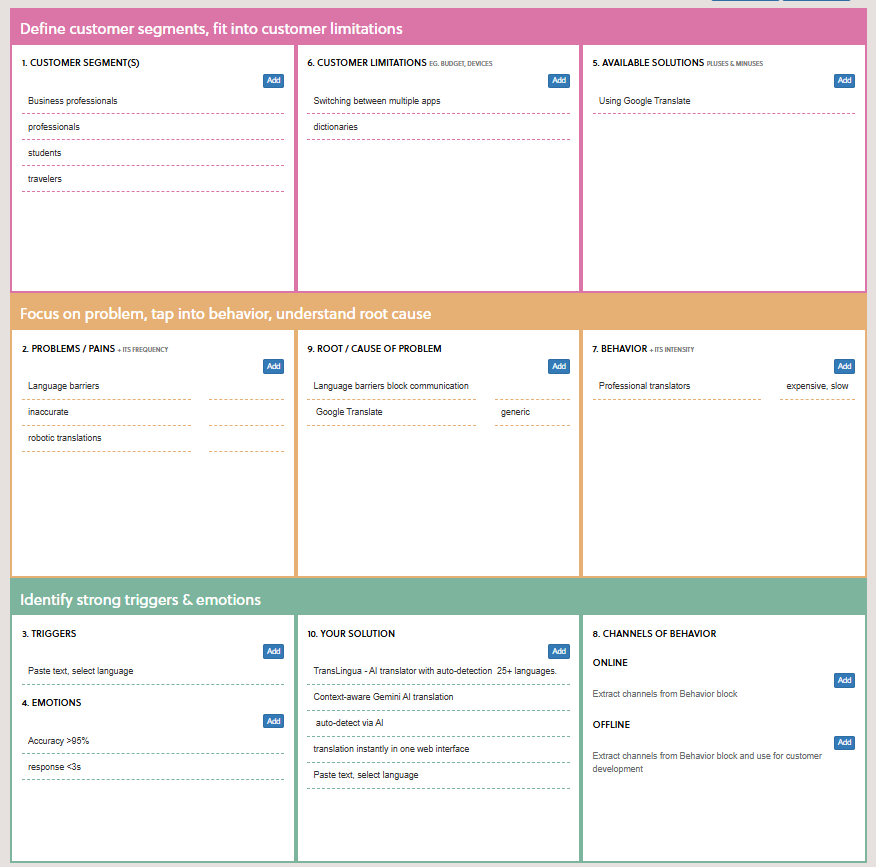 Define customer segments, fit into customer limitations
1. CUSTOMER SEGMENT(S)
Add
Business professionals
professionals
students
travelers
6. CUSTOMER LIMITATIONS EG. BUDGET, DEVICES
Add
Switching between multiple apps
dictionaries
5. AVAILABLE SOLUTIONS PLUSES & MINUSES
Add
Using Google Translate
Focus on problem, tap into behavior, understand root cause
2. PROBLEMS / PAINS + ITS FREQUENCY
Add
Language barriers
inaccurate
robotic translations
9. ROOT / CAUSE OF PROBLEM
Add
Language barriers block communication
Google Translate generic
7. BEHAVIOR + ITS INTENSITY
Add
Professional translators expensive, slow
Identify strong triggers & emotions
3. TRIGGERS
Add
Paste text, select language
4. EMOTIONS
Add
Accuracy >95%
response <3s
10. YOUR SOLUTION
Add
TransLingua - AI translator with auto-detection 25+ languages.
Context-aware Gemini AI translation
auto-detect via AI
translation instantly in one web interface
Paste text, select language
8. CHANNELS OF BEHAVIOR
ONLINE
Add
Extract channels from Behavior block
OFFLINE
Add
Extract channels from Behavior block and use for customer
development